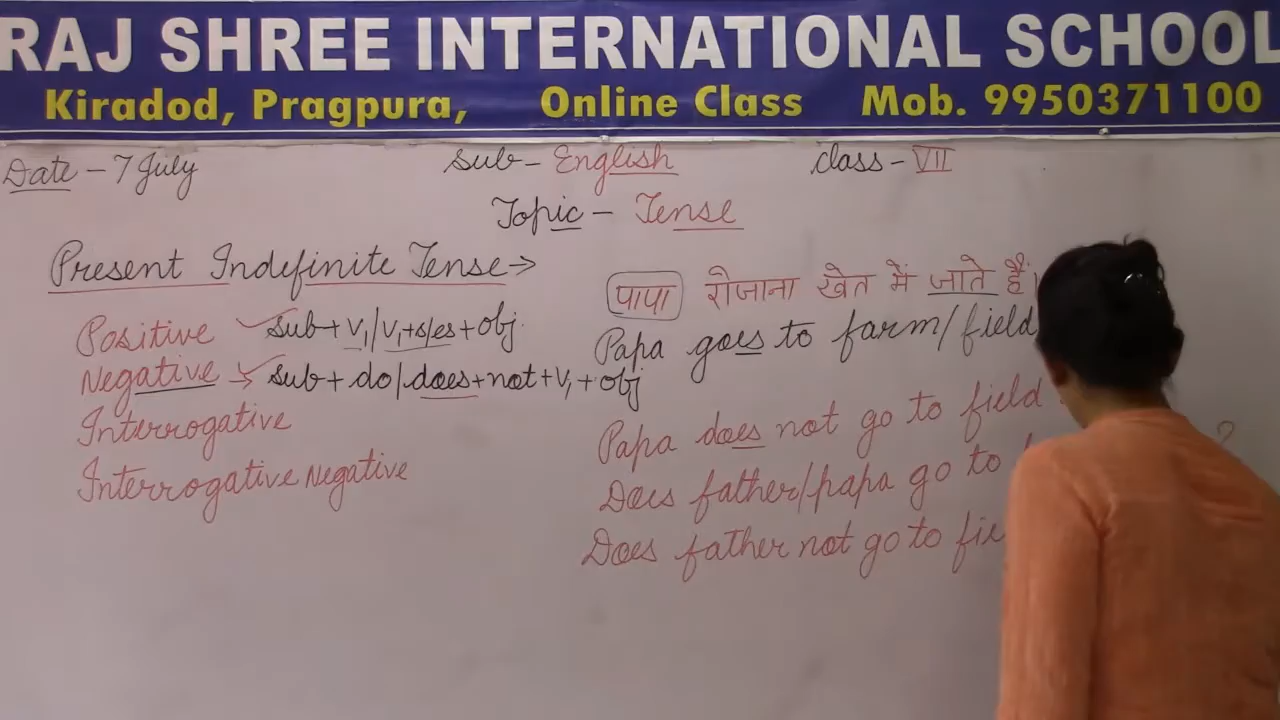 RAJ SHREE INTERNATIONAL SCHOOL
Kiradod, Pragpura, Online Class Mob. 9950371100
Date - 7 July Sub - English Class - VII
Topic - Tense
Present Indefinite Tense →
Positive Sub + V1 / V1+s/es + obj.
Negative Sub + do / does + not + V1 + obj
Interrogative
Interrogative Negative
पापा रोजाना खेत में जाते हैं।
Papa goes to farm/field
Papa does not go to field
Does father/papa go to ?
Does father not go to